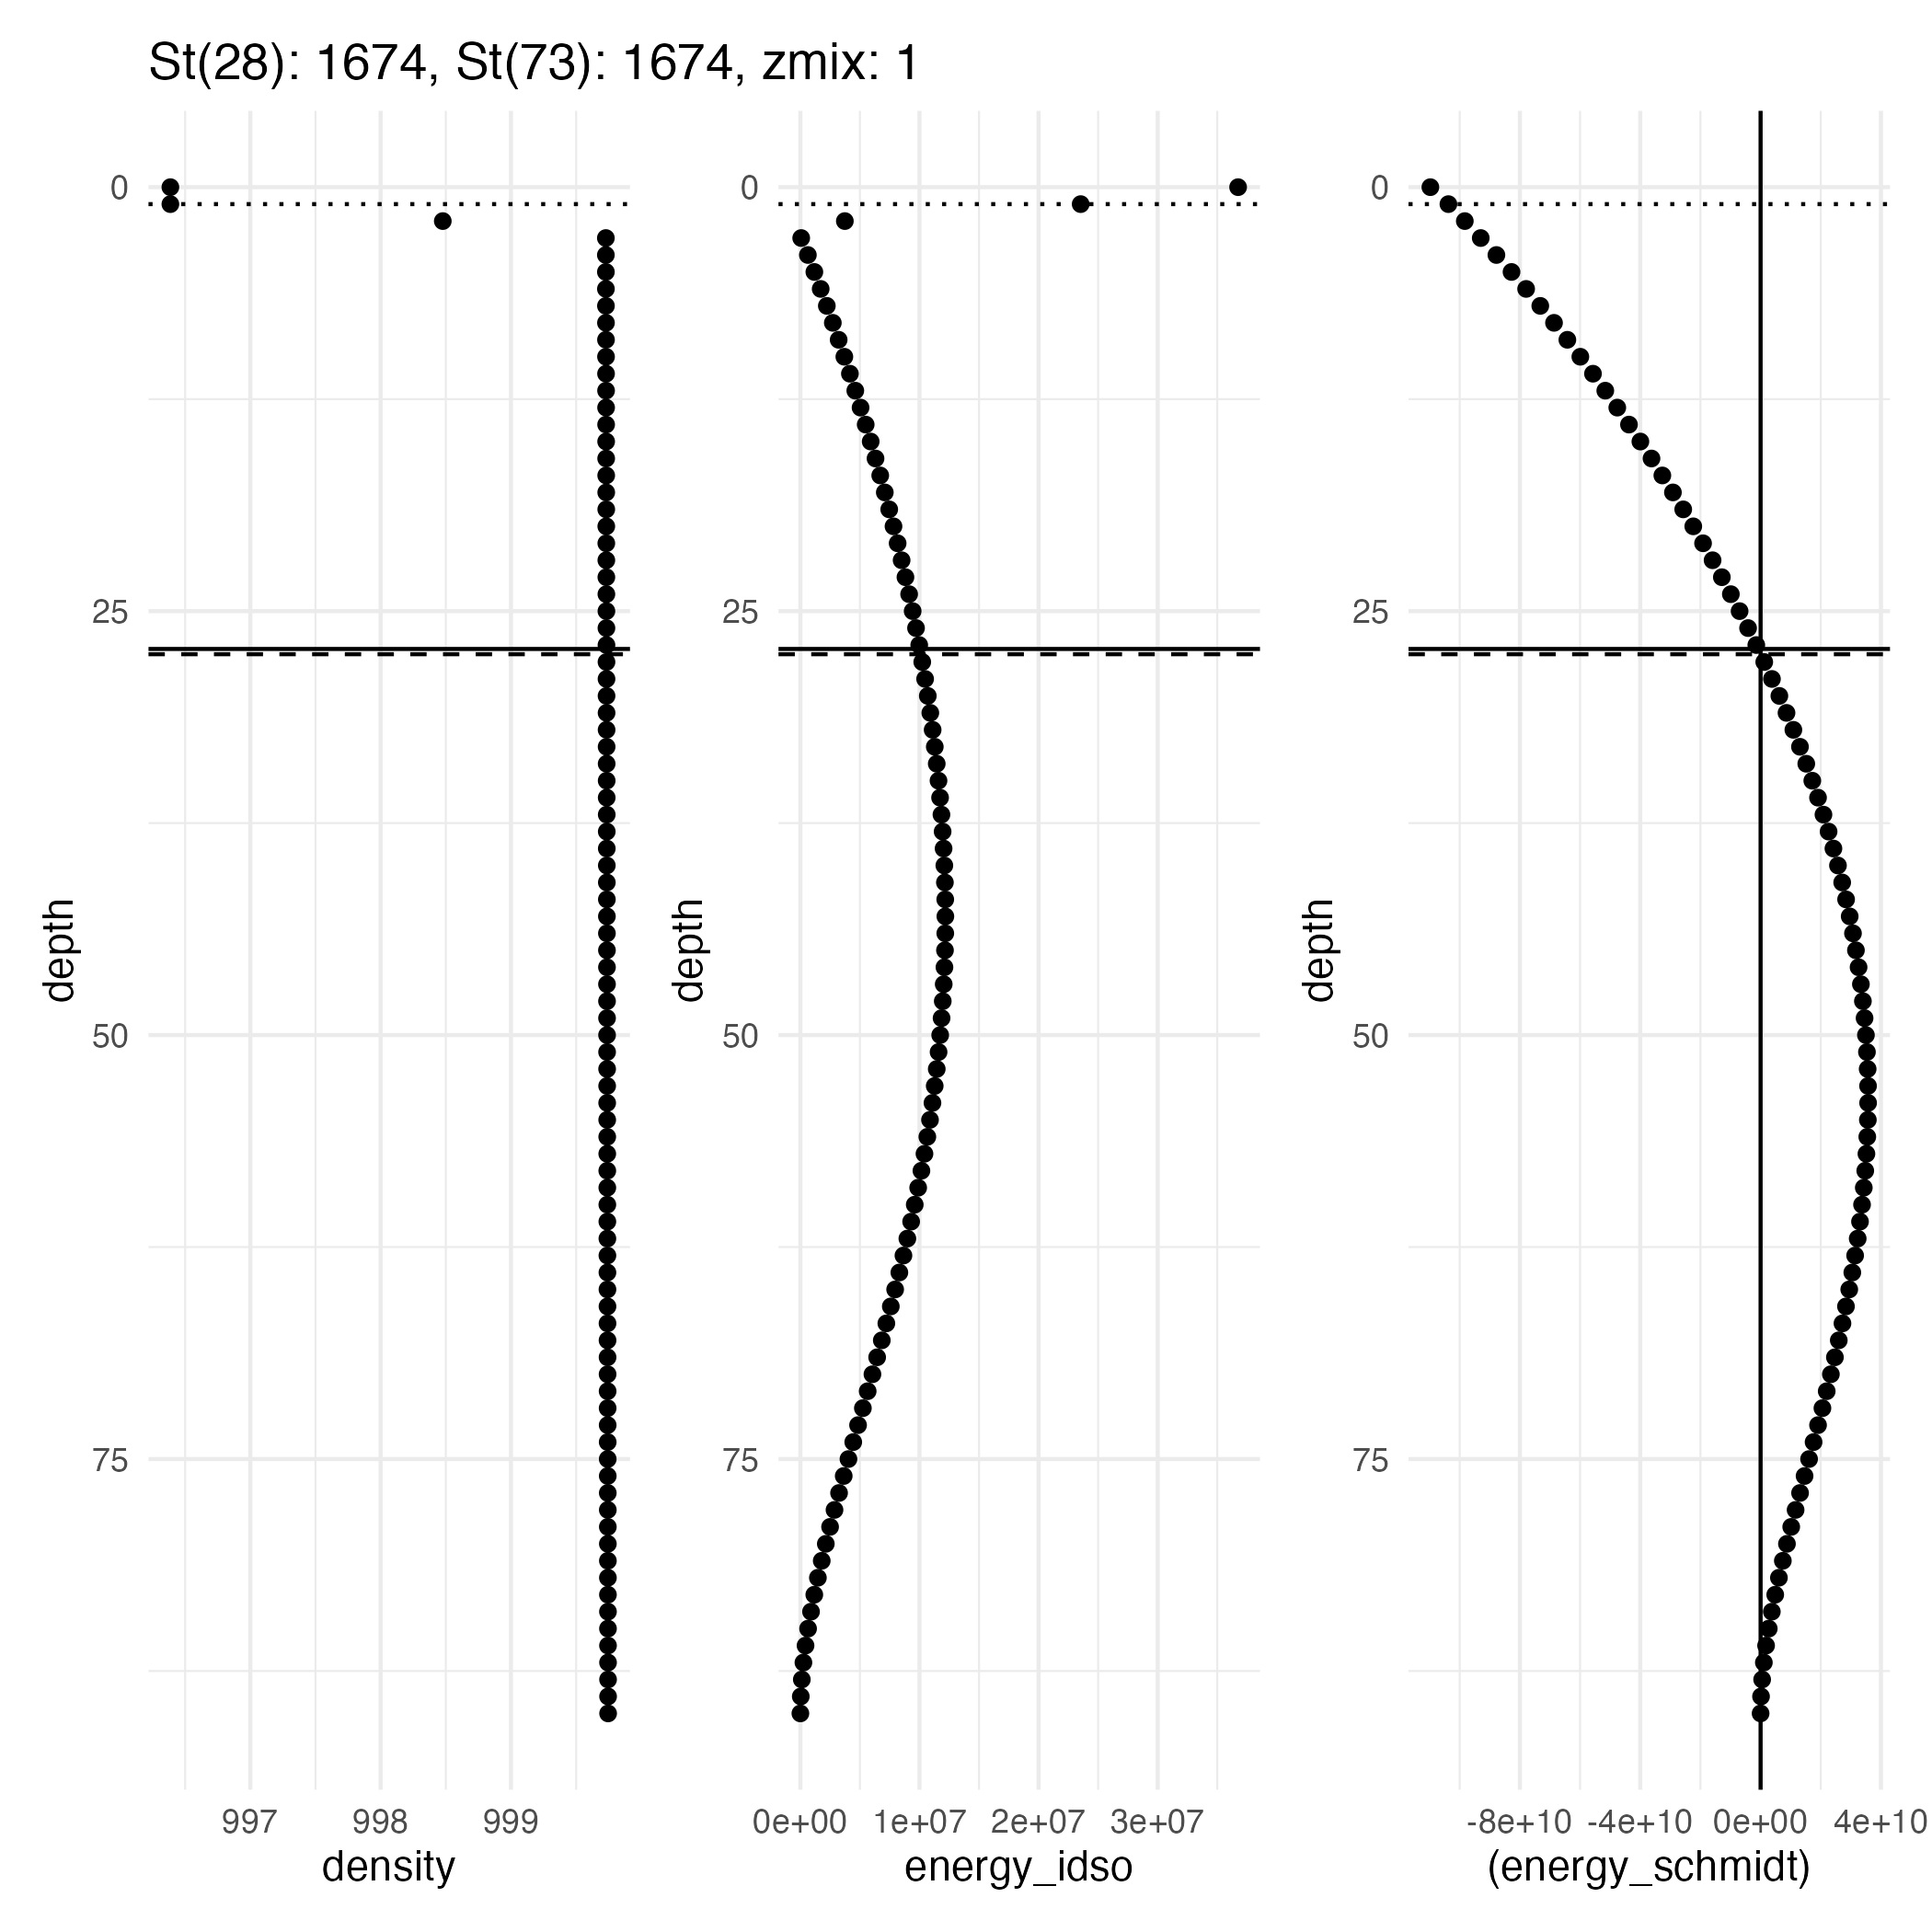 St(28): 1674, St(73): 1674, zmix: 1
0
25
50
75
depth
997 998 999
density
0
25
50
75
depth
0e+00 1e+07 2e+07 3e+07
energy_idso
0
25
50
75
depth
-8e+10 -4e+10 0e+00 4e+10
(energy_schmidt)